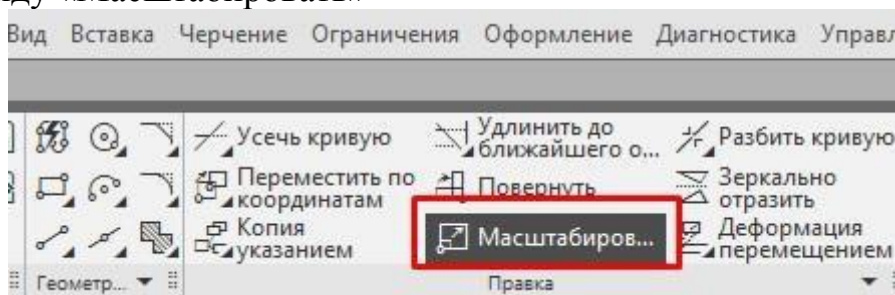 «Масштабировать»
Вид Вставка Черчение Ограничения Оформление Диагностика Управл
Усечь кривую
Удлинить до
ближайшего о...
Разбить кривую
Переместить по
координатам
Повернуть
Зеркально
отразить
Копия
указанием
Масштабиров...
Деформация
перемещением
Геометр...
Правка